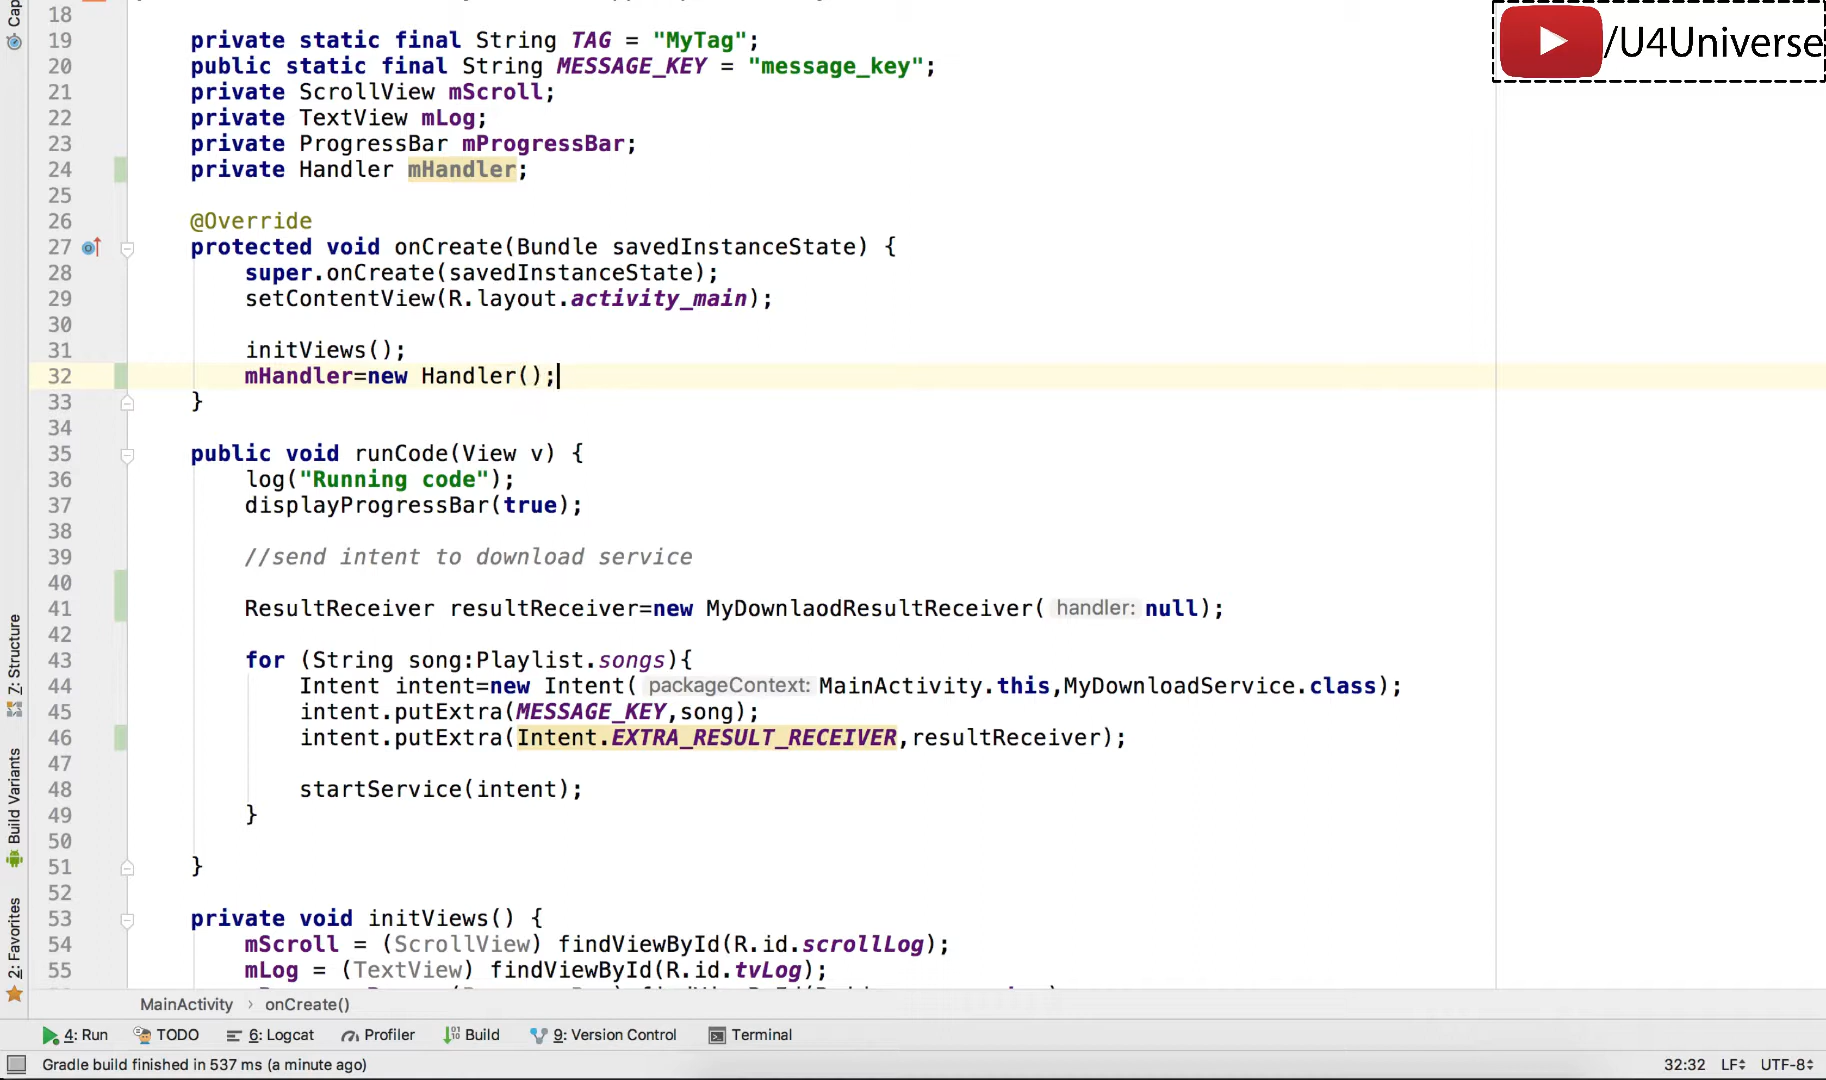 Cap
18
19 private static final String TAG = "MyTag";
20 public static final String MESSAGE_KEY = "message_key";
21 private ScrollView mScroll;
22 private TextView mLog;
23 private ProgressBar mProgressBar;
24 private Handler mHandler;
25
26 @Override
27 protected void onCreate(Bundle savedInstanceState) {
28 super.onCreate(savedInstanceState);
29 setContentView(R.layout.activity_main);
30
31 initViews();
32 mHandler=new Handler();
33 }
34
35 public void runCode(View v) {
36 log("Running code");
37 displayProgressBar(true);
38
39 //send intent to download service
40
41 ResultReceiver resultReceiver=new MyDownlaodResultReceiver( handler: null);
42
43 for (String song:Playlist.songs){
44 Intent intent=new Intent( packageContext: MainActivity.this,MyDownloadService.class);
45 intent.putExtra(MESSAGE_KEY,song);
46 intent.putExtra(Intent.EXTRA_RESULT_RECEIVER,resultReceiver);
47
48 startService(intent);
49 }
50
51 }
52
53 private void initViews() {
54 mScroll = (ScrollView) findViewById(R.id.scrollLog);
55 mLog = (TextView) findViewById(R.id.tvLog);
/U4Universe
7: Structure
Build Variants
2: Favorites
MainActivity › onCreate()
4: Run TODO 6: Logcat Profiler Build 9: Version Control Terminal
Gradle build finished in 537 ms (a minute ago) 32:32 LF UTF-8